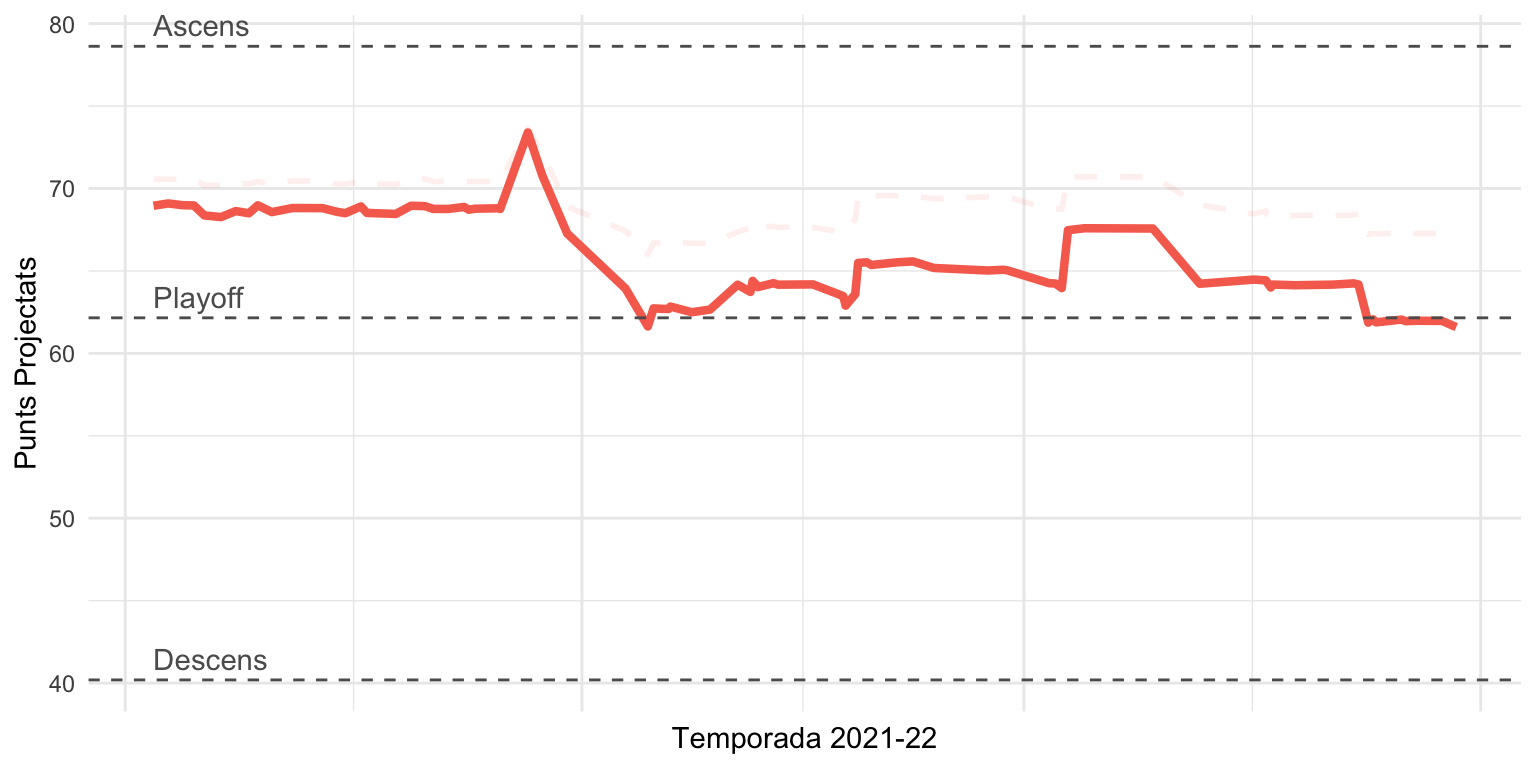 80
Ascens
70
Playoff
60
50
Descens
40
Punts Projectats
Temporada 2021-22